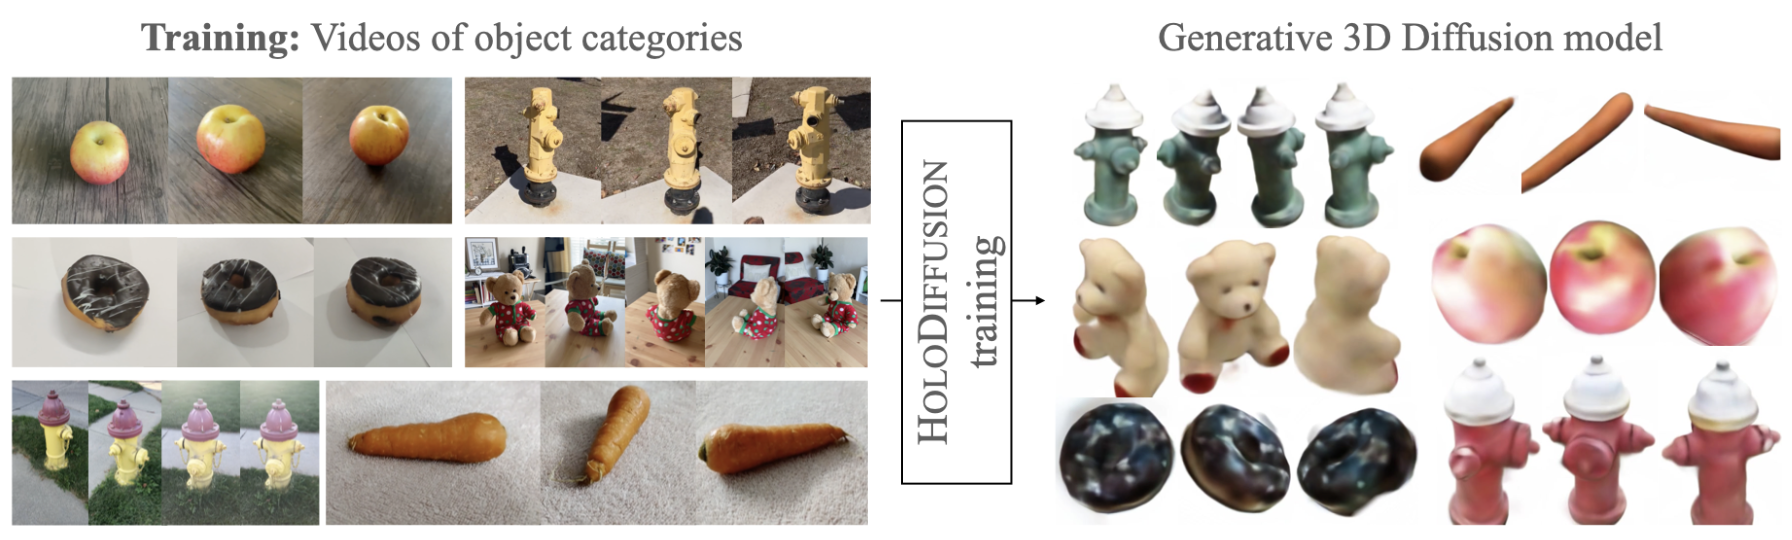 Training: Videos of object categories
Generative 3D Diffusion model
HOLODIFFUSION
training